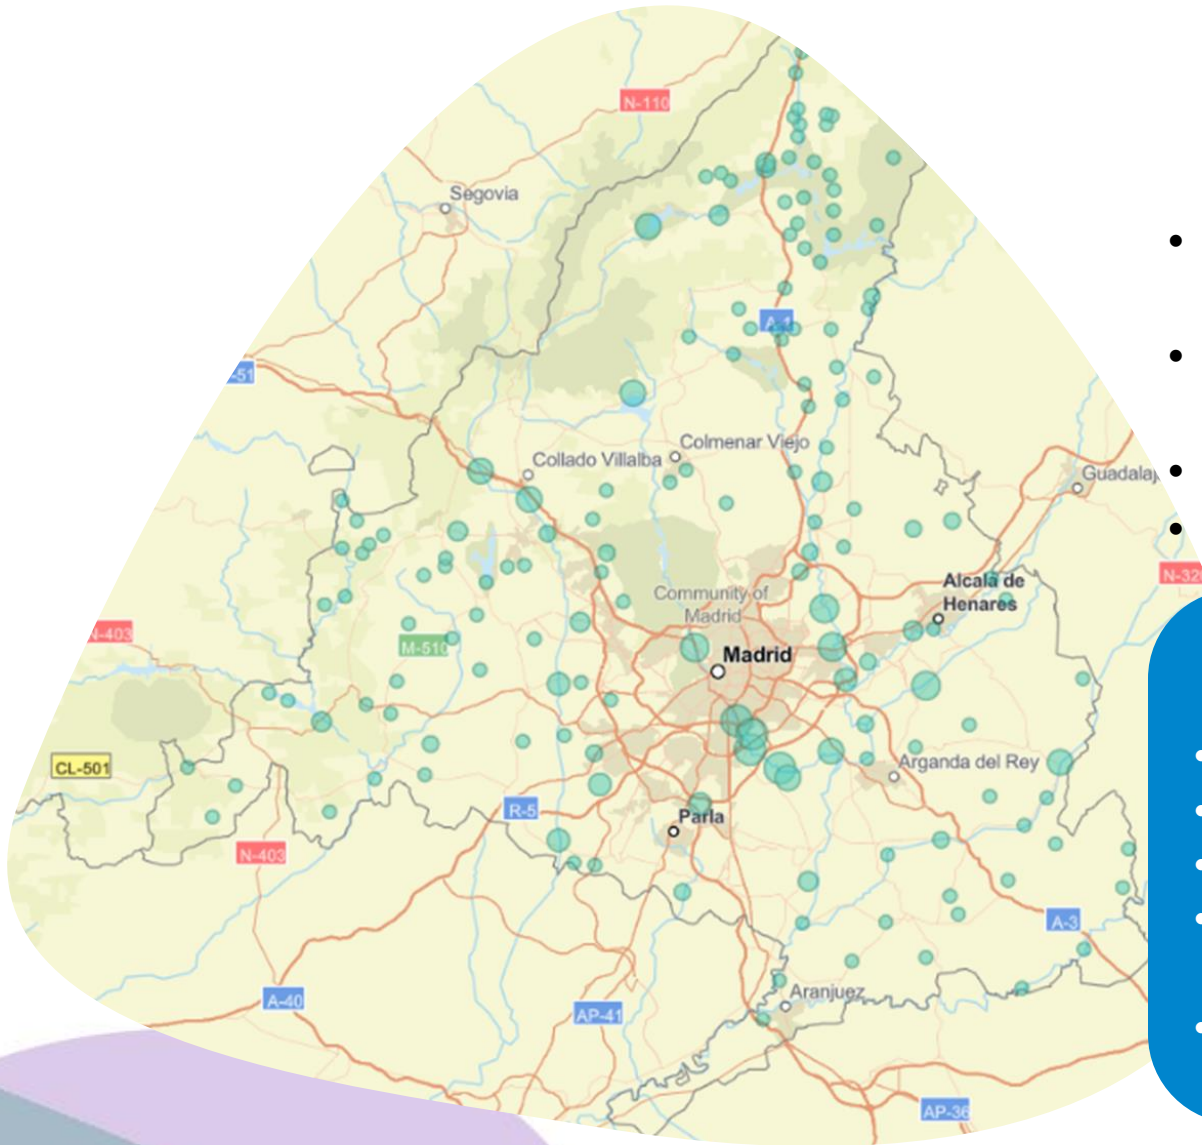 N-110
Segovia
A-1
-51
Colmenar Viejo
Collado Villalba
Guadalaj
N-320
Alcalá de
Henares
Community of
Madrid
N-403
M-510
Madrid
CL-501
Arganda del Rey
R-5
Parla
N-403
A-3
A-40
Aranjuez
AP-41
AP-36